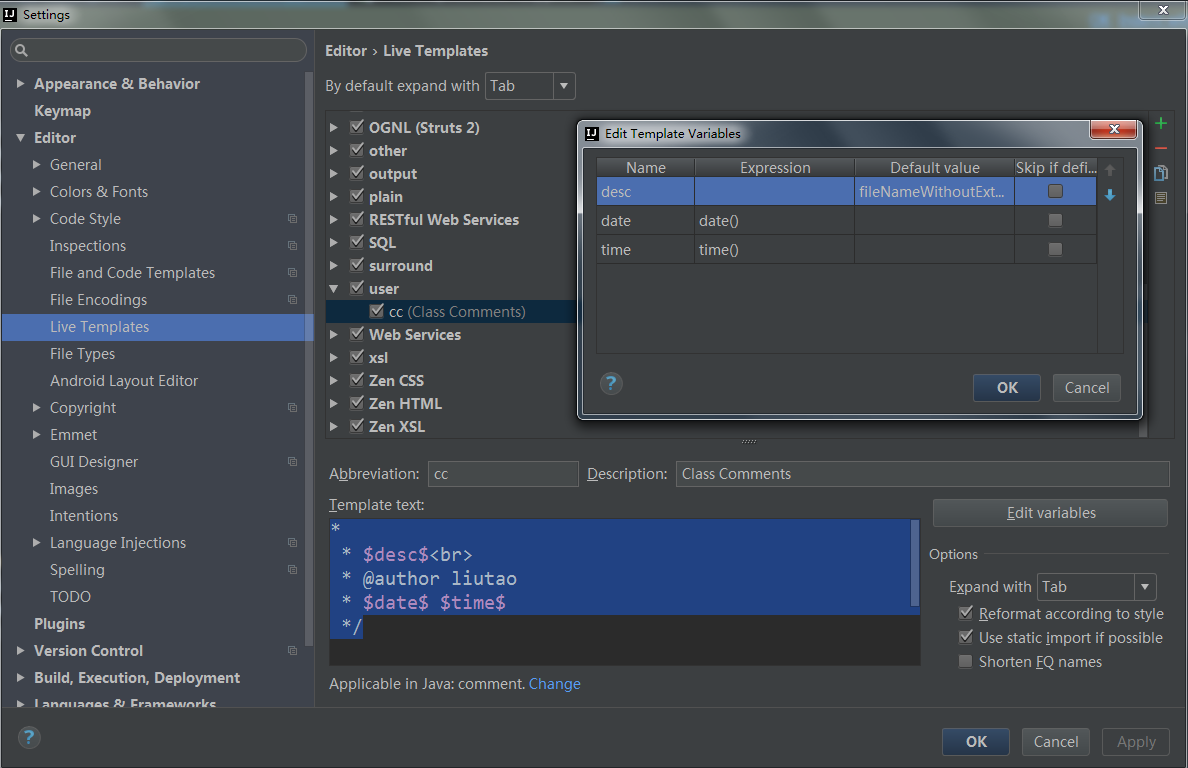 Settings
Appearance & Behavior
Keymap
Editor
General
Colors & Fonts
Code Style
Inspections
File and Code Templates
File Encodings
Live Templates
File Types
Android Layout Editor
Copyright
Emmet
GUI Designer
Images
Intentions
Language Injections
Spelling
TODO
Plugins
Version Control
Build, Execution, Deployment
Languages & Frameworks
Editor › Live Templates
By default expand with Tab
OGNL (Struts 2)
other
output
plain
RESTful Web Services
SQL
surround
user
cc (Class Comments)
Web Services
xsl
Zen CSS
Zen HTML
Zen XSL
Edit Template Variables
Name Expression Default value Skip if defi...
desc fileNameWithoutExt...
date date()
time time()
? OK Cancel
Abbreviation: cc Description: Class Comments
Template text:
*
* $desc$<br>
* @author liutao
* $date$ $time$
*/
Applicable in Java: comment. Change
Edit variables
Options
Expand with Tab
Reformat according to style
Use static import if possible
Shorten FQ names
? OK Cancel Apply